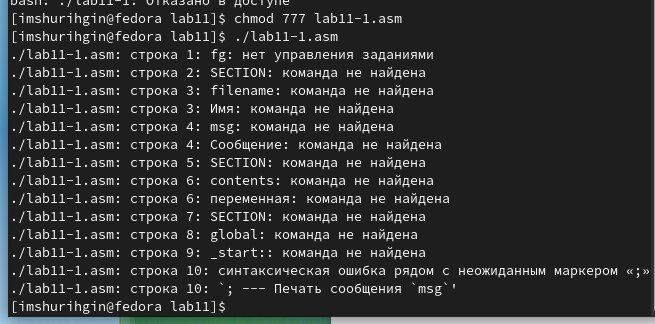 bash: ./lab11-1: Отказано в доступе
[imshurihgin@fedora lab11]$ chmod 777 lab11-1.asm
[imshurihgin@fedora lab11]$ ./lab11-1.asm
./lab11-1.asm: строка 1: fg: нет управления заданиями
./lab11-1.asm: строка 2: SECTION: команда не найдена
./lab11-1.asm: строка 3: filename: команда не найдена
./lab11-1.asm: строка 3: Имя: команда не найдена
./lab11-1.asm: строка 4: msg: команда не найдена
./lab11-1.asm: строка 4: Сообщение: команда не найдена
./lab11-1.asm: строка 5: SECTION: команда не найдена
./lab11-1.asm: строка 6: contents: команда не найдена
./lab11-1.asm: строка 6: переменная: команда не найдена
./lab11-1.asm: строка 7: SECTION: команда не найдена
./lab11-1.asm: строка 8: global: команда не найдена
./lab11-1.asm: строка 9: _start:: команда не найдена
./lab11-1.asm: строка 10: синтаксическая ошибка рядом с неожиданным маркером «;»
./lab11-1.asm: строка 10: `; --- Печать сообщения `msg`'
[imshurihgin@fedora lab11]$